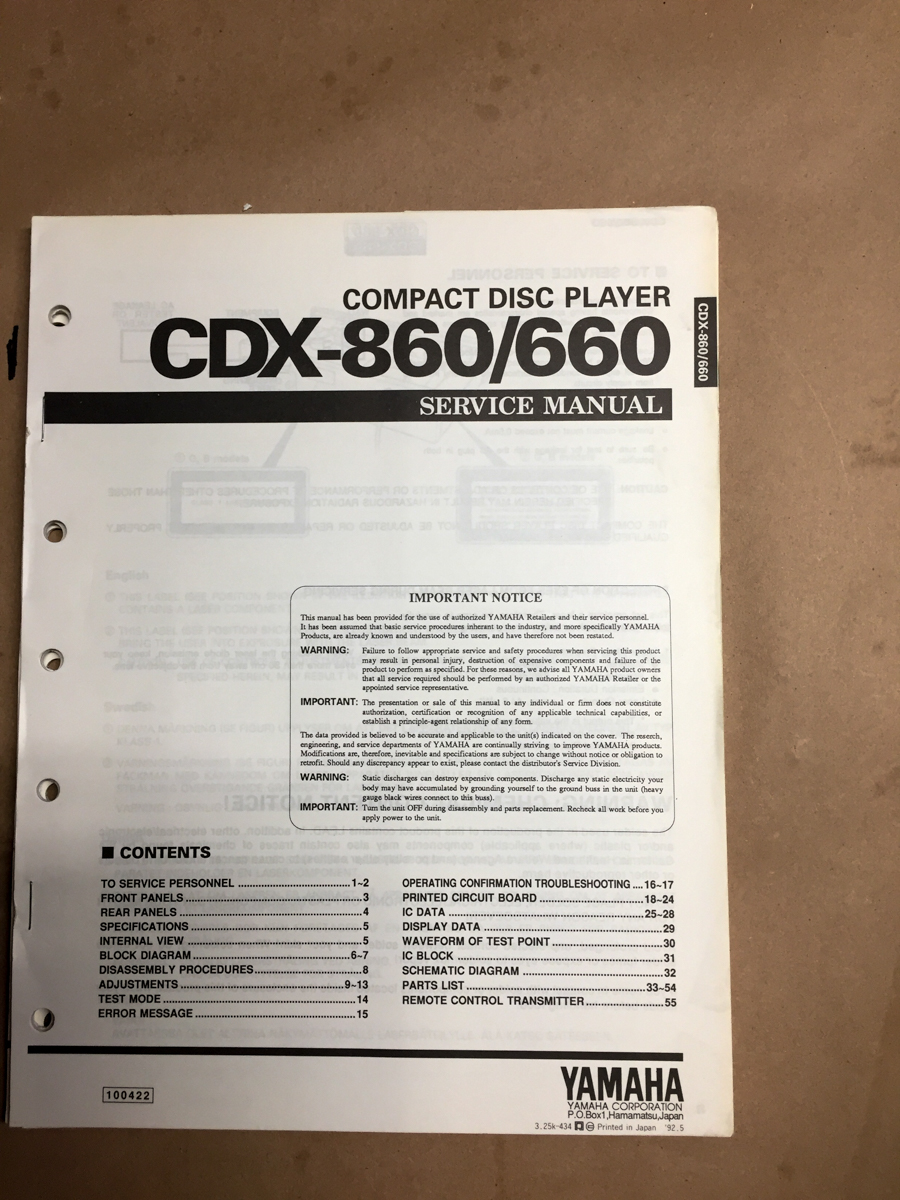 COMPACT DISC PLAYER
CDX-860/660
CDX-860/660
SERVICE MANUAL
IMPORTANT NOTICE
This manual has been provided for the use of authorized YAMAHA Retailers and their service personnel.
It has been assumed that basic service procedures inherant to the industry, and more specifically YAMAHA
Products, are already known and understood by the users, and have therefore not been restated.
WARNING: Failure to follow appropriate service and safety procedures when servicing this product
may result in personal injury, destruction of expensive components and failure of the
product to perform as specified. For these reasons, we advise all YAMAHA product owners
that all service required should be performed by an authorized YAMAHA Retailer or the
appointed service representative.
IMPORTANT: The presentation or sale of this manual to any individual or firm does not constitute
authorization, certification or recognition of any applicable technical capabilities, or
establish a principle-agent relationship of any form.
The data provided is believed to be accurate and applicable to the unit(s) indicated on the cover. The reserch,
engineering, and service departments of YAMAHA are continually striving to improve YAMAHA products.
Modifications are, therefore, inevitable and specifications are subject to change without notice or obligation to
retrofit. Should any discrepancy appear to exist, please contact the distributor's Service Division.
WARNING: Static discharges can destroy expensive components. Discharge any static electricity your
body may have accumulated by grounding yourself to the ground buss in the unit (heavy
gauge black wires connect to this buss).
IMPORTANT: Turn the unit OFF during disassembly and parts replacement. Recheck all work before you
apply power to the unit.
■ CONTENTS
TO SERVICE PERSONNEL ..... 1~2
FRONT PANELS ..... 3
REAR PANELS ..... 4
SPECIFICATIONS ..... 5
INTERNAL VIEW ..... 5
BLOCK DIAGRAM ..... 6~7
DISASSEMBLY PROCEDURES ..... 8
ADJUSTMENTS ..... 9~13
TEST MODE ..... 14
ERROR MESSAGE ..... 15
OPERATING CONFIRMATION TROUBLESHOOTING .... 16~17
PRINTED CIRCUIT BOARD ..... 18~24
IC DATA ..... 25~28
DISPLAY DATA ..... 29
WAVEFORM OF TEST POINT ..... 30
IC BLOCK ..... 31
SCHEMATIC DIAGRAM ..... 32
PARTS LIST ..... 33~54
REMOTE CONTROL TRANSMITTER ..... 55
100422
YAMAHA
YAMAHA CORPORATION
P.O.Box1,Hamamatsu,Japan
3.25k-434 Printed in Japan '92.5